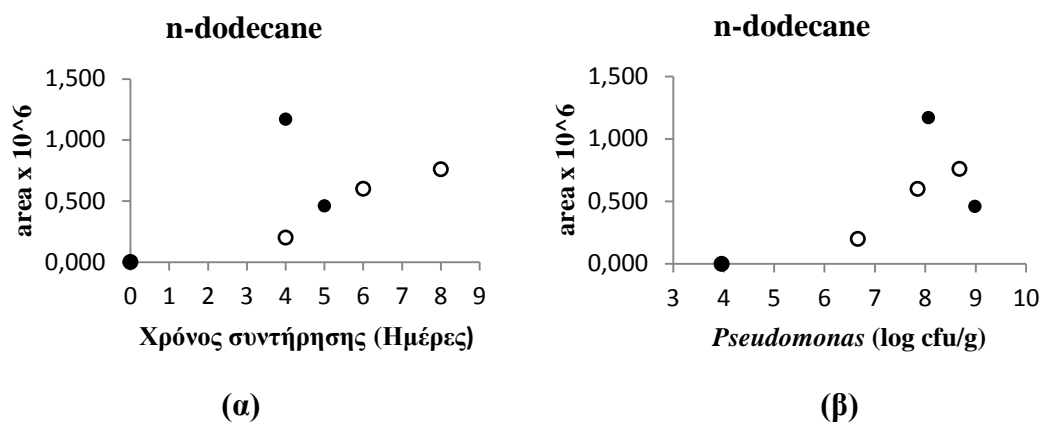 n-dodecane
1,500
1,000
0,500
0,000
area x 10^6
0 1 2 3 4 5 6 7 8 9
Χρόνος συντήρησης (Ημέρες)
(α)
n-dodecane
1,500
1,000
0,500
0,000
area x 10^6
3 4 5 6 7 8 9 10
Pseudomonas (log cfu/g)
(β)